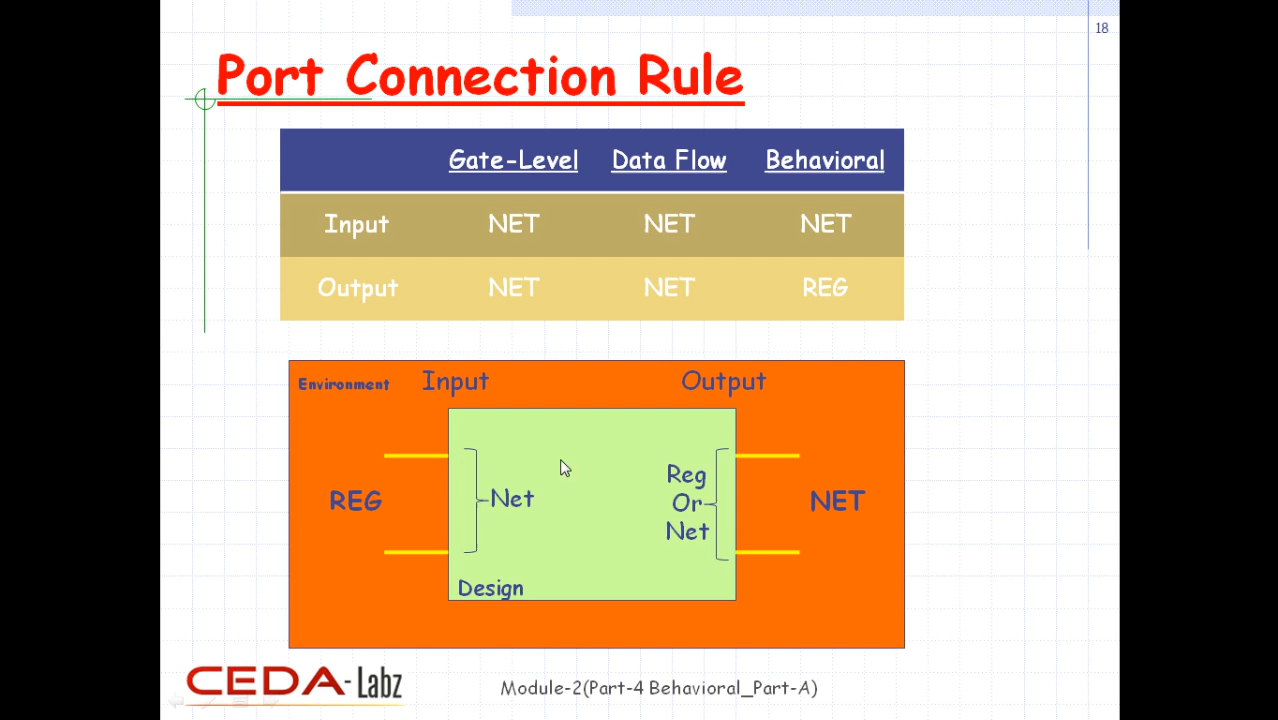 18
Port Connection Rule
Gate-Level Data Flow Behavioral
Input NET NET NET
Output NET NET REG
Environment Input Output
REG Net Reg Or Net NET
Design
CEDA-Labz
Module-2(Part-4 Behavioral_Part-A)